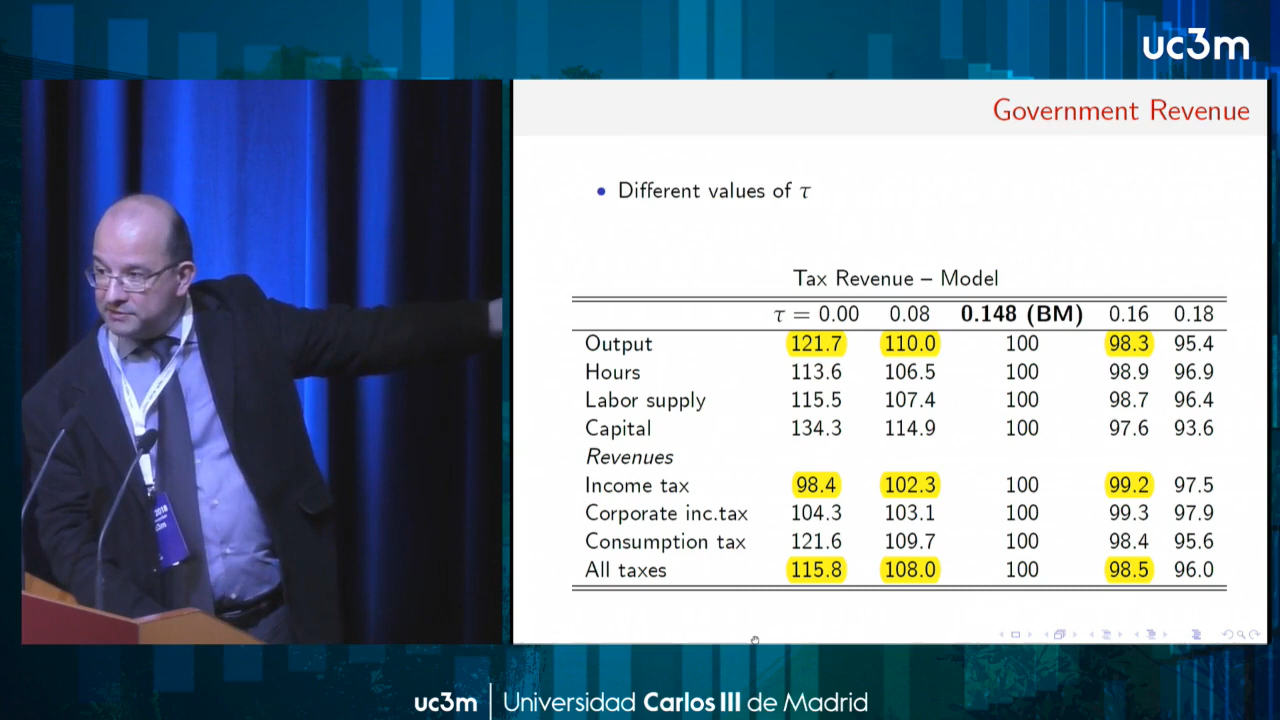 uc3m
Government Revenue
• Different values of τ
Tax Revenue – Model
τ = 0.00 0.08 0.148 (BM) 0.16 0.18
Output 121.7 110.0 100 98.3 95.4
Hours 113.6 106.5 100 98.9 96.9
Labor supply 115.5 107.4 100 98.7 96.4
Capital 134.3 114.9 100 97.6 93.6
Revenues
Income tax 98.4 102.3 100 99.2 97.5
Corporate inc.tax 104.3 103.1 100 99.3 97.9
Consumption tax 121.6 109.7 100 98.4 95.6
All taxes 115.8 108.0 100 98.5 96.0
2018
uc3m | Universidad Carlos III de Madrid